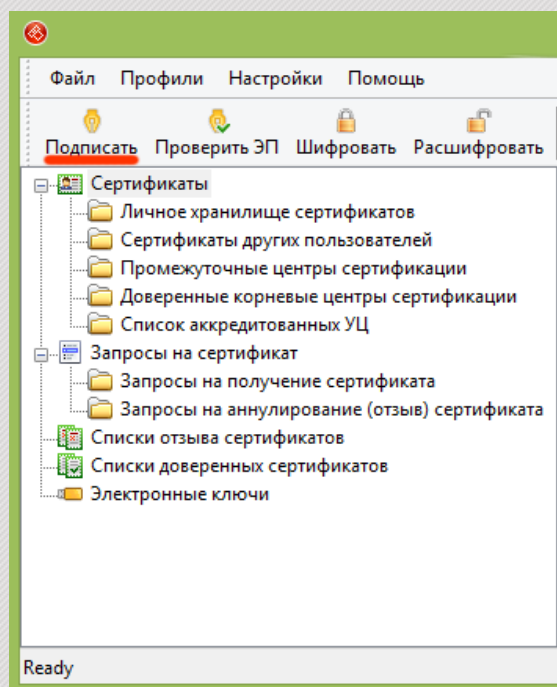 Файл Профили Настройки Помощь
Подписать Проверить ЭП Шифровать Расшифровать
Сертификаты
Личное хранилище сертификатов
Сертификаты других пользователей
Промежуточные центры сертификации
Доверенные корневые центры сертификации
Список аккредитованных УЦ
Запросы на сертификат
Запросы на получение сертификата
Запросы на аннулирование (отзыв) сертификата
Списки отзыва сертификатов
Списки доверенных сертификатов
Электронные ключи
Ready